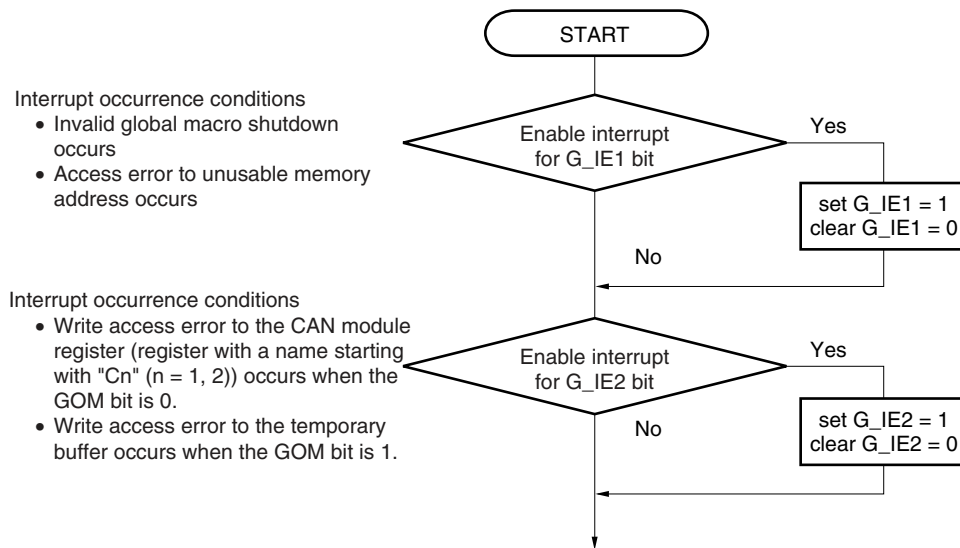 START
Interrupt occurrence conditions
• Invalid global macro shutdown
occurs
• Access error to unusable memory
address occurs
Enable interrupt
for G_IE1 bit
Yes
set G_IE1 = 1
clear G_IE1 = 0
No
Interrupt occurrence conditions
• Write access error to the CAN module
register (register with a name starting
with "Cn" (n = 1, 2)) occurs when the
GOM bit is 0.
• Write access error to the temporary
buffer occurs when the GOM bit is 1.
Enable interrupt
for G_IE2 bit
Yes
set G_IE2 = 1
clear G_IE2 = 0
No